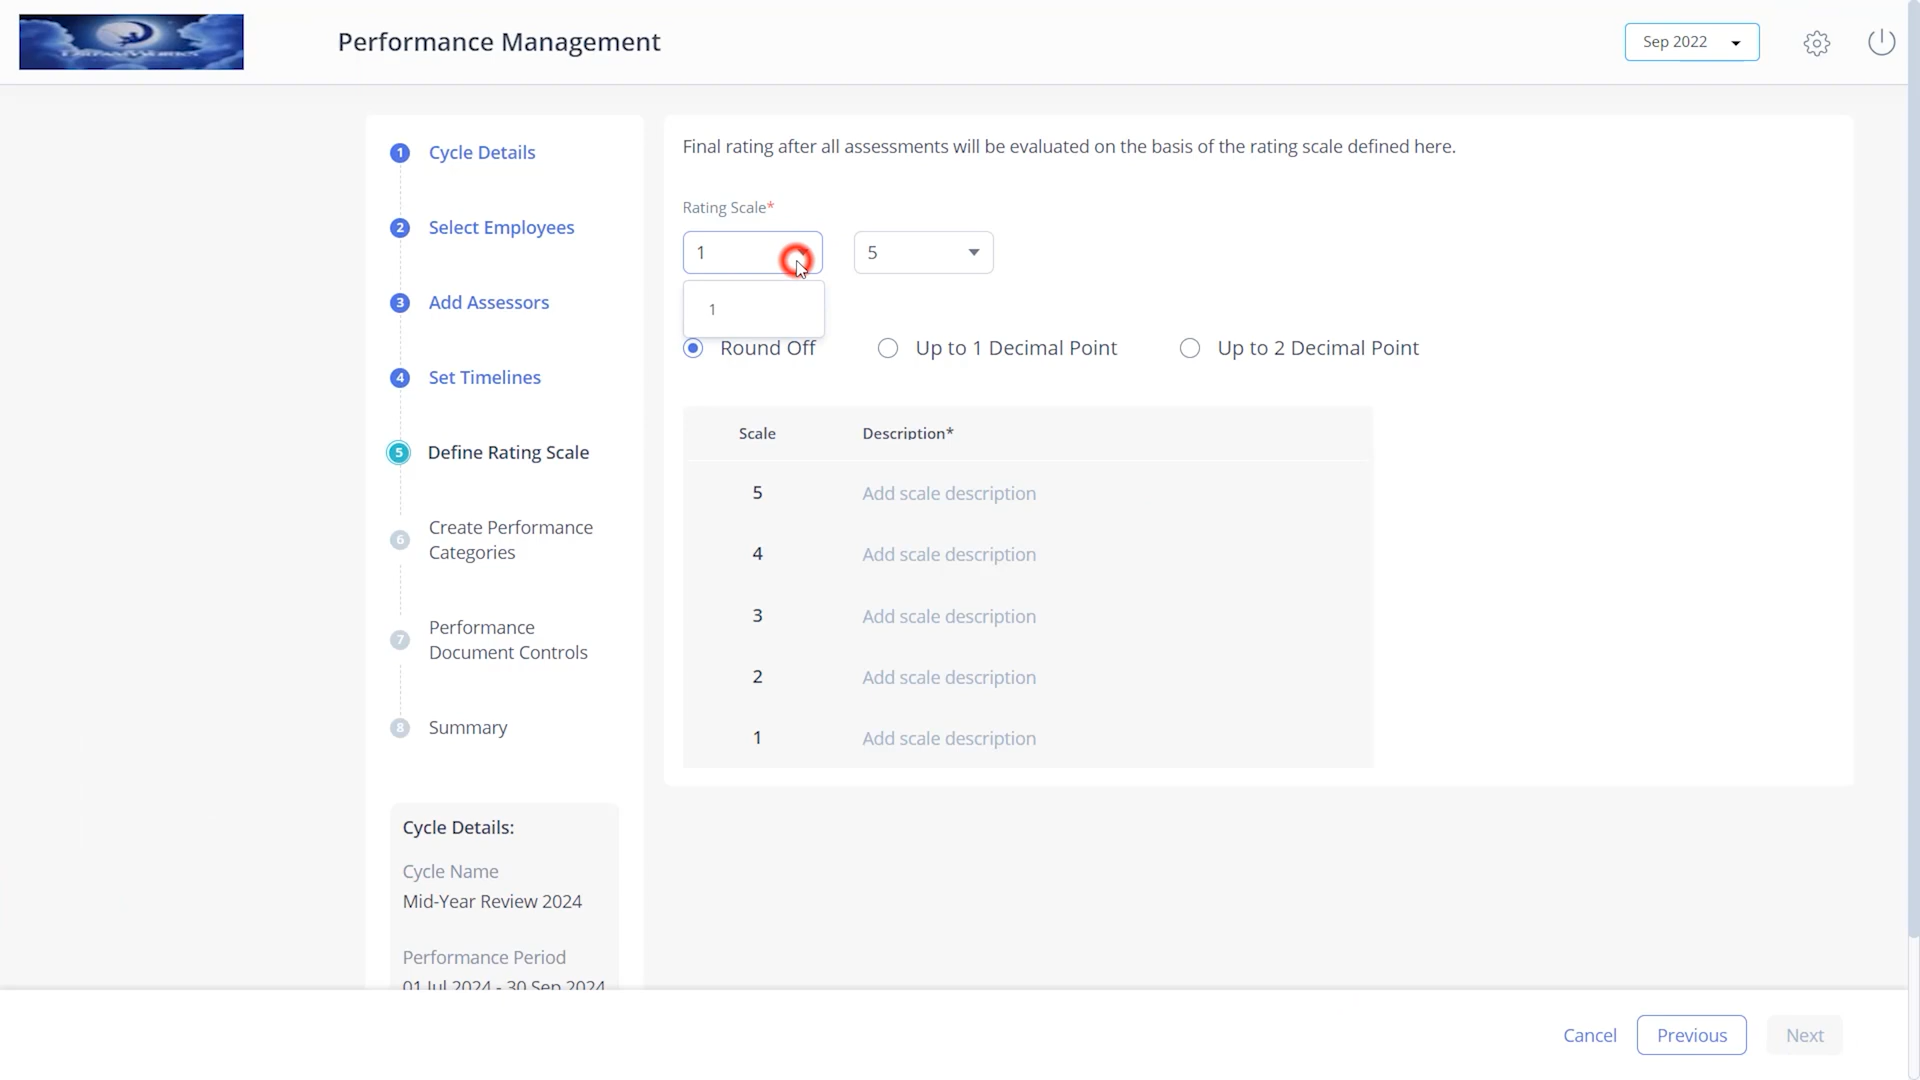 Performance Management
Sep 2022
1 Cycle Details
2 Select Employees
3 Add Assessors
4 Set Timelines
5 Define Rating Scale
6 Create Performance
Categories
7 Performance
Document Controls
8 Summary
Cycle Details:
Cycle Name
Mid-Year Review 2024
Performance Period
01 Jul 2024 - 30 Sep 2024
Final rating after all assessments will be evaluated on the basis of the rating scale defined here.
Rating Scale*
1 5
1
Round Off Up to 1 Decimal Point Up to 2 Decimal Point
Scale Description*
5 Add scale description
4 Add scale description
3 Add scale description
2 Add scale description
1 Add scale description
Cancel Previous Next